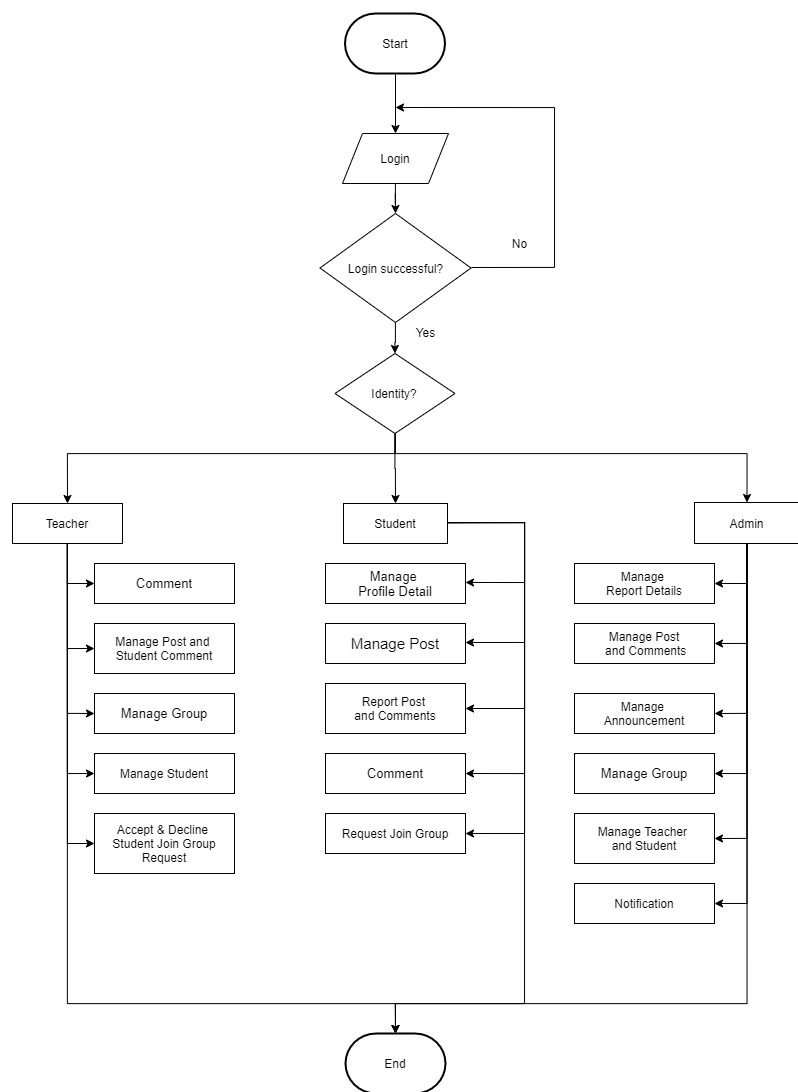 Start
Login
Login successful?
No
Yes
Identity?
Teacher
Student
Admin
Comment
Manage Post and
Student Comment
Manage Group
Manage Student
Accept & Decline
Student Join Group
Request
Manage
Profile Detail
Manage Post
Report Post
and Comments
Comment
Request Join Group
Manage
Report Details
Manage Post
and Comments
Manage
Announcement
Manage Group
Manage Teacher
and Student
Notification
End